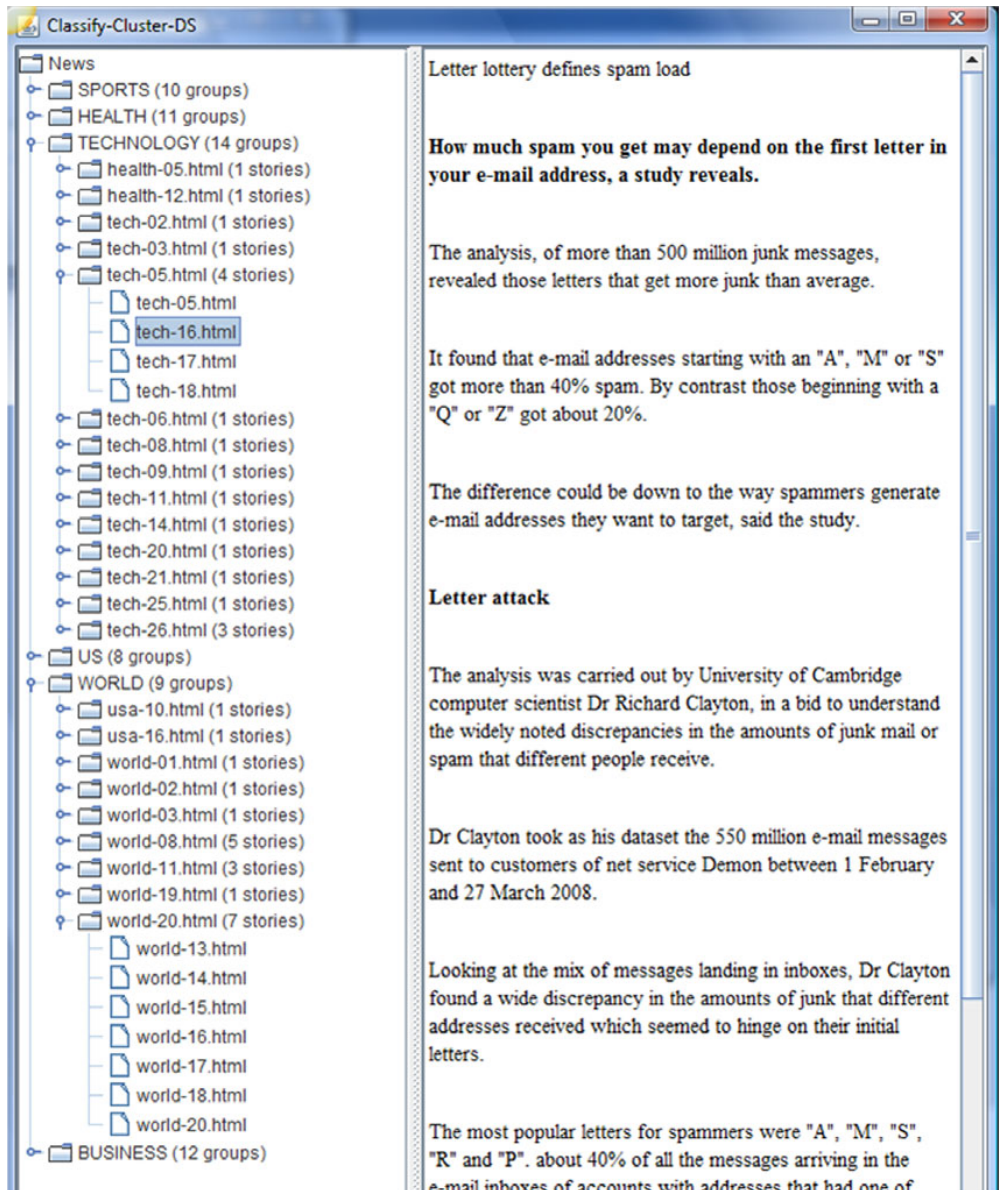 Classify-Cluster-DS
News
SPORTS (10 groups)
HEALTH (11 groups)
TECHNOLOGY (14 groups)
health-05.html (1 stories)
health-12.html (1 stories)
tech-02.html (1 stories)
tech-03.html (1 stories)
tech-05.html (4 stories)
tech-05.html
tech-16.html
tech-17.html
tech-18.html
tech-06.html (1 stories)
tech-08.html (1 stories)
tech-09.html (1 stories)
tech-11.html (1 stories)
tech-14.html (1 stories)
tech-20.html (1 stories)
tech-21.html (1 stories)
tech-25.html (1 stories)
tech-26.html (3 stories)
US (8 groups)
WORLD (9 groups)
usa-10.html (1 stories)
usa-16.html (1 stories)
world-01.html (1 stories)
world-02.html (1 stories)
world-03.html (1 stories)
world-08.html (5 stories)
world-11.html (3 stories)
world-19.html (1 stories)
world-20.html (7 stories)
world-13.html
world-14.html
world-15.html
world-16.html
world-17.html
world-18.html
world-20.html
BUSINESS (12 groups)
Letter lottery defines spam load
How much spam you get may depend on the first letter in
your e-mail address, a study reveals.
The analysis, of more than 500 million junk messages,
revealed those letters that get more junk than average.
It found that e-mail addresses starting with an "A", "M" or "S"
got more than 40% spam. By contrast those beginning with a
"Q" or "Z" got about 20%.
The difference could be down to the way spammers generate
e-mail addresses they want to target, said the study.
Letter attack
The analysis was carried out by University of Cambridge
computer scientist Dr Richard Clayton, in a bid to understand
the widely noted discrepancies in the amounts of junk mail or
spam that different people receive.
Dr Clayton took as his dataset the 550 million e-mail messages
sent to customers of net service Demon between 1 February
and 27 March 2008.
Looking at the mix of messages landing in inboxes, Dr Clayton
found a wide discrepancy in the amounts of junk that different
addresses received which seemed to hinge on their initial
letters.
The most popular letters for spammers were "A", "M", "S",
"R" and "P". about 40% of all the messages arriving in the
e-mail inboxes of accounts with addresses that had one of